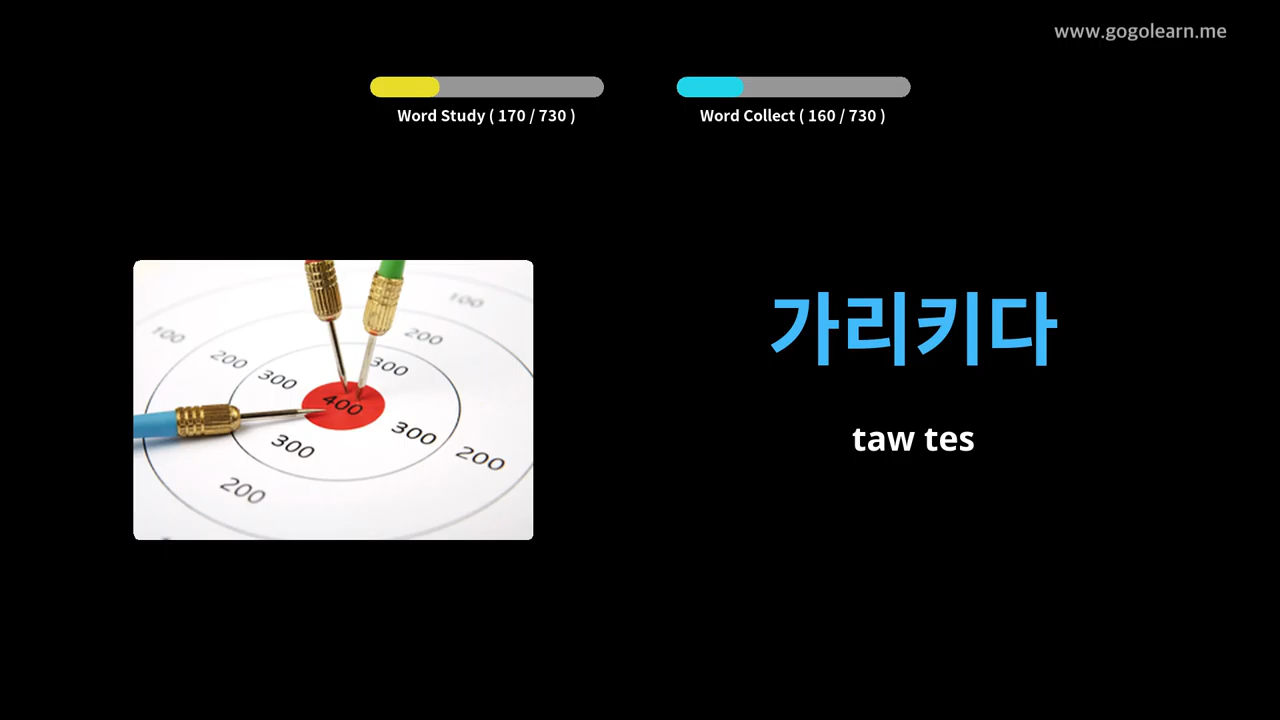 www.gogolearn.me
Word Study ( 170 / 730 )
Word Collect ( 160 / 730 )
가리키다
taw tes
100
100
200
200
300
300
400
300
300
200
200